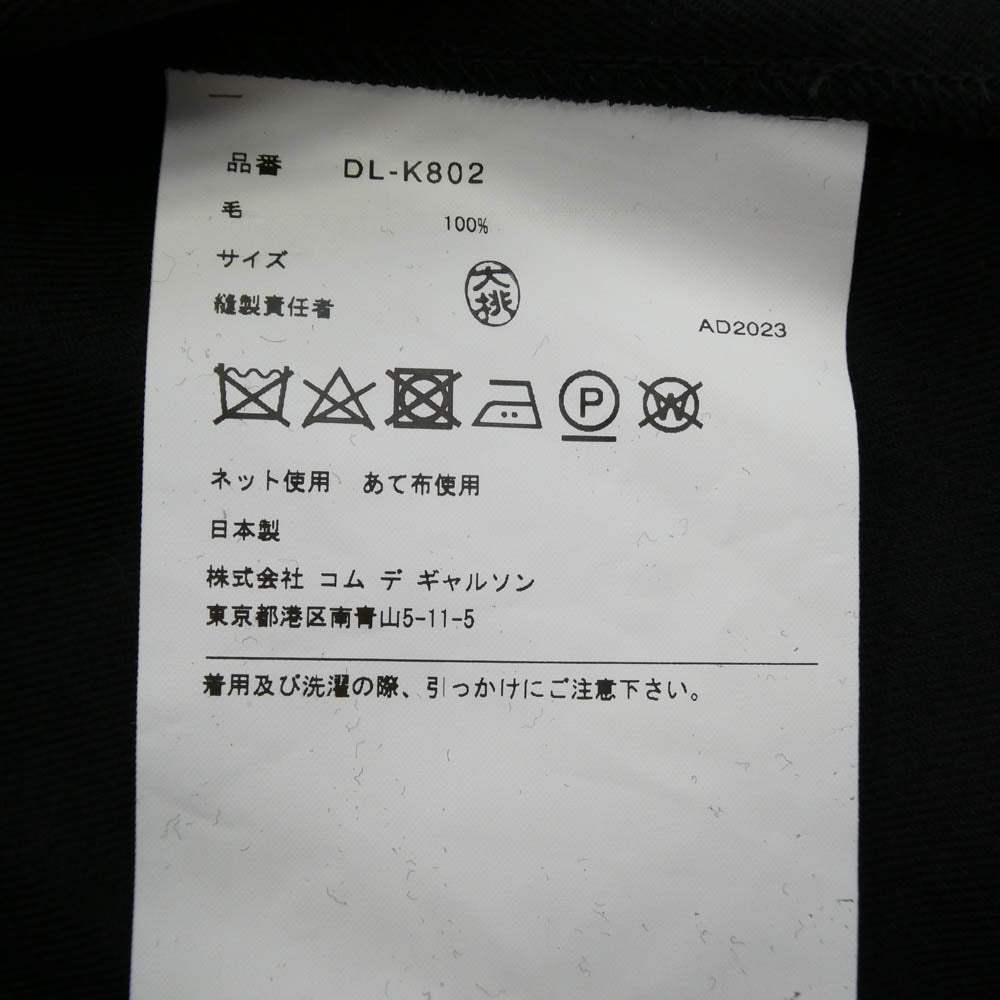 品番 DL-K802
毛 100%
サイズ
縫製責任者 大桃
AD2023
P W
ネット使用 あて布使用
日本製
株式会社 コム デ ギャルソン
東京都港区南青山5-11-5
着用及び洗濯の際、引っかけにご注意下さい。